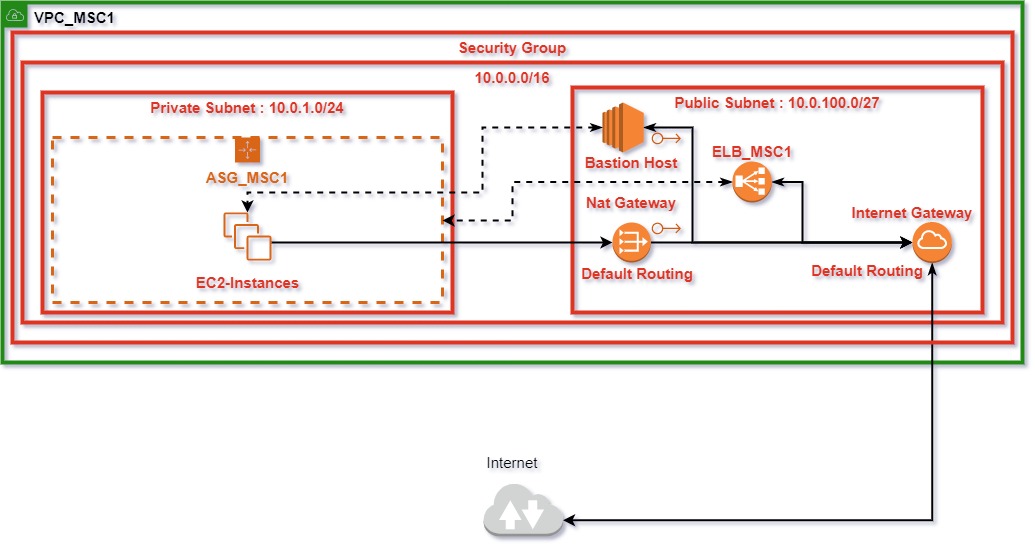 VPC_MSC1
Security Group
10.0.0.0/16
Private Subnet : 10.0.1.0/24
Public Subnet : 10.0.100.0/27
ASG_MSC1
EC2-Instances
Bastion Host
ELB_MSC1
Nat Gateway
Default Routing
Internet Gateway
Default Routing
Internet